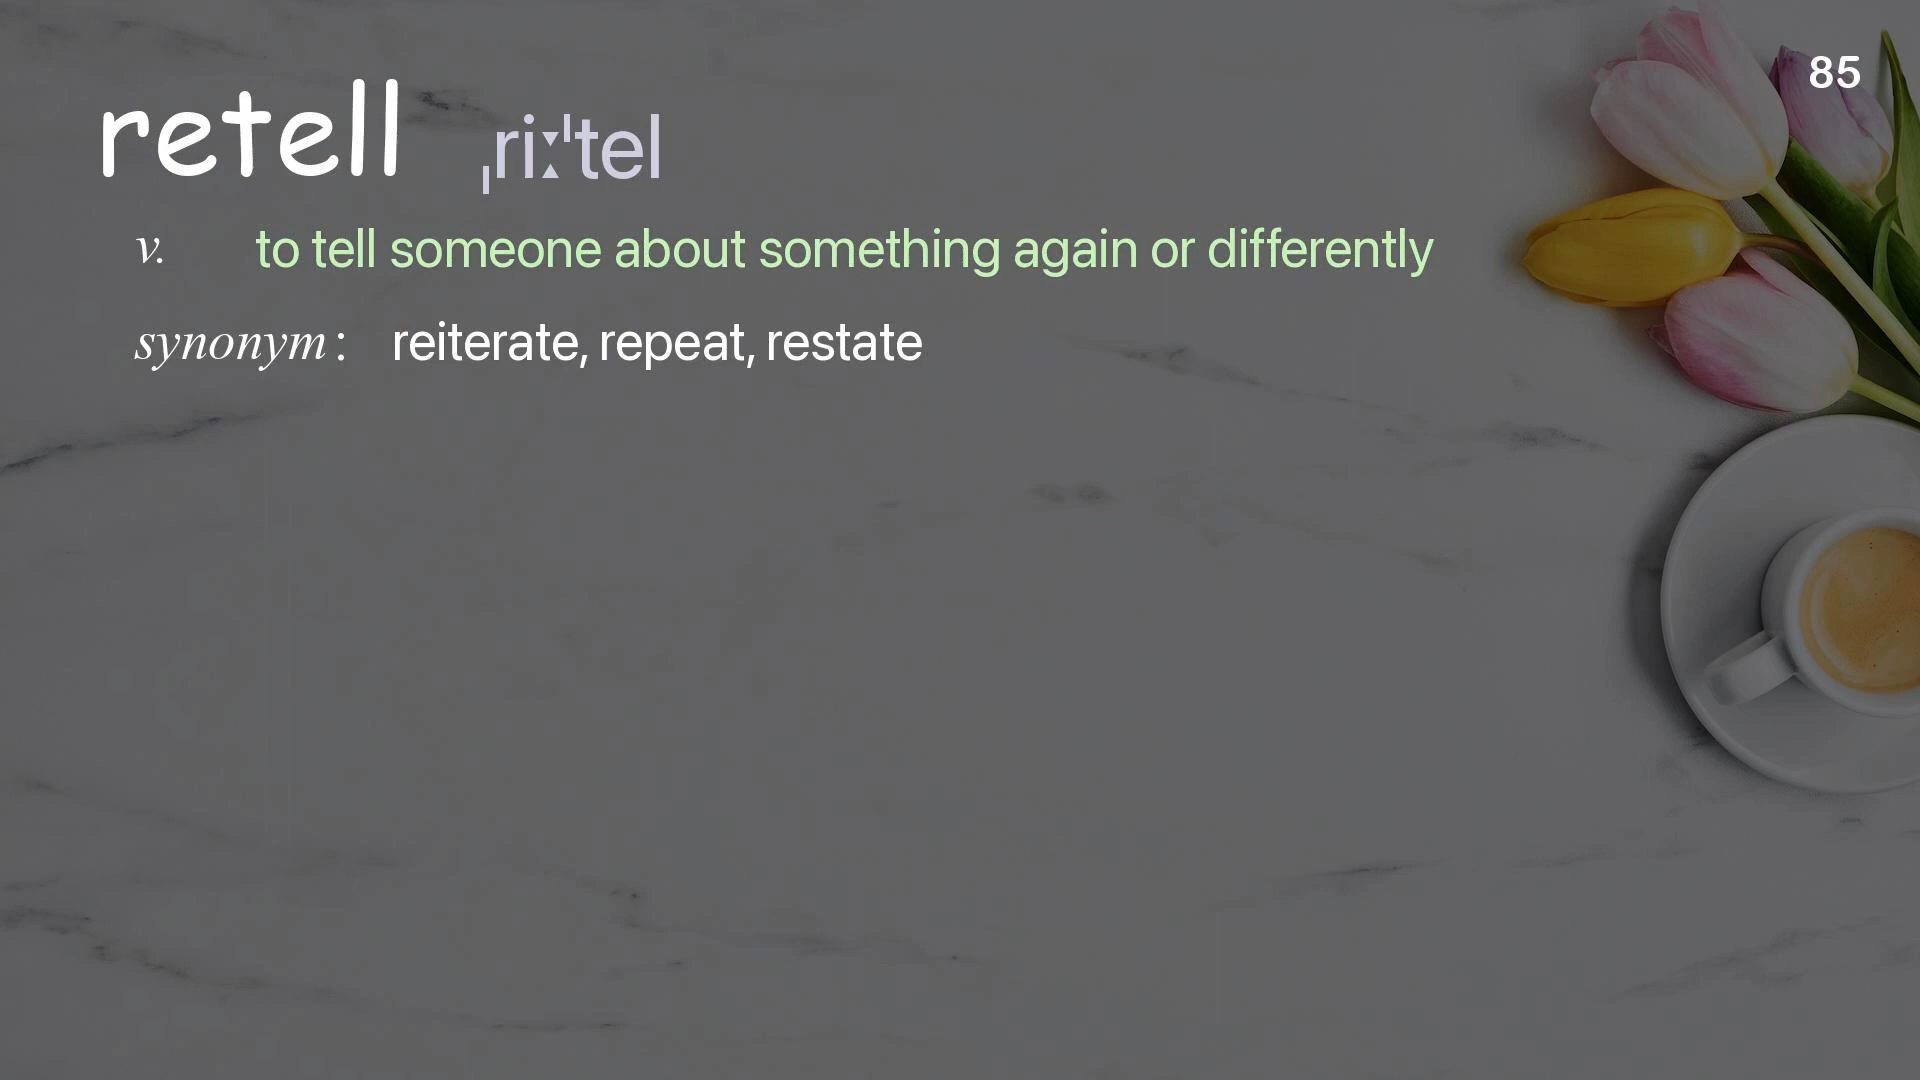 85
retell ˌriːˈtel
v. to tell someone about something again or differently
synonym : reiterate, repeat, restate